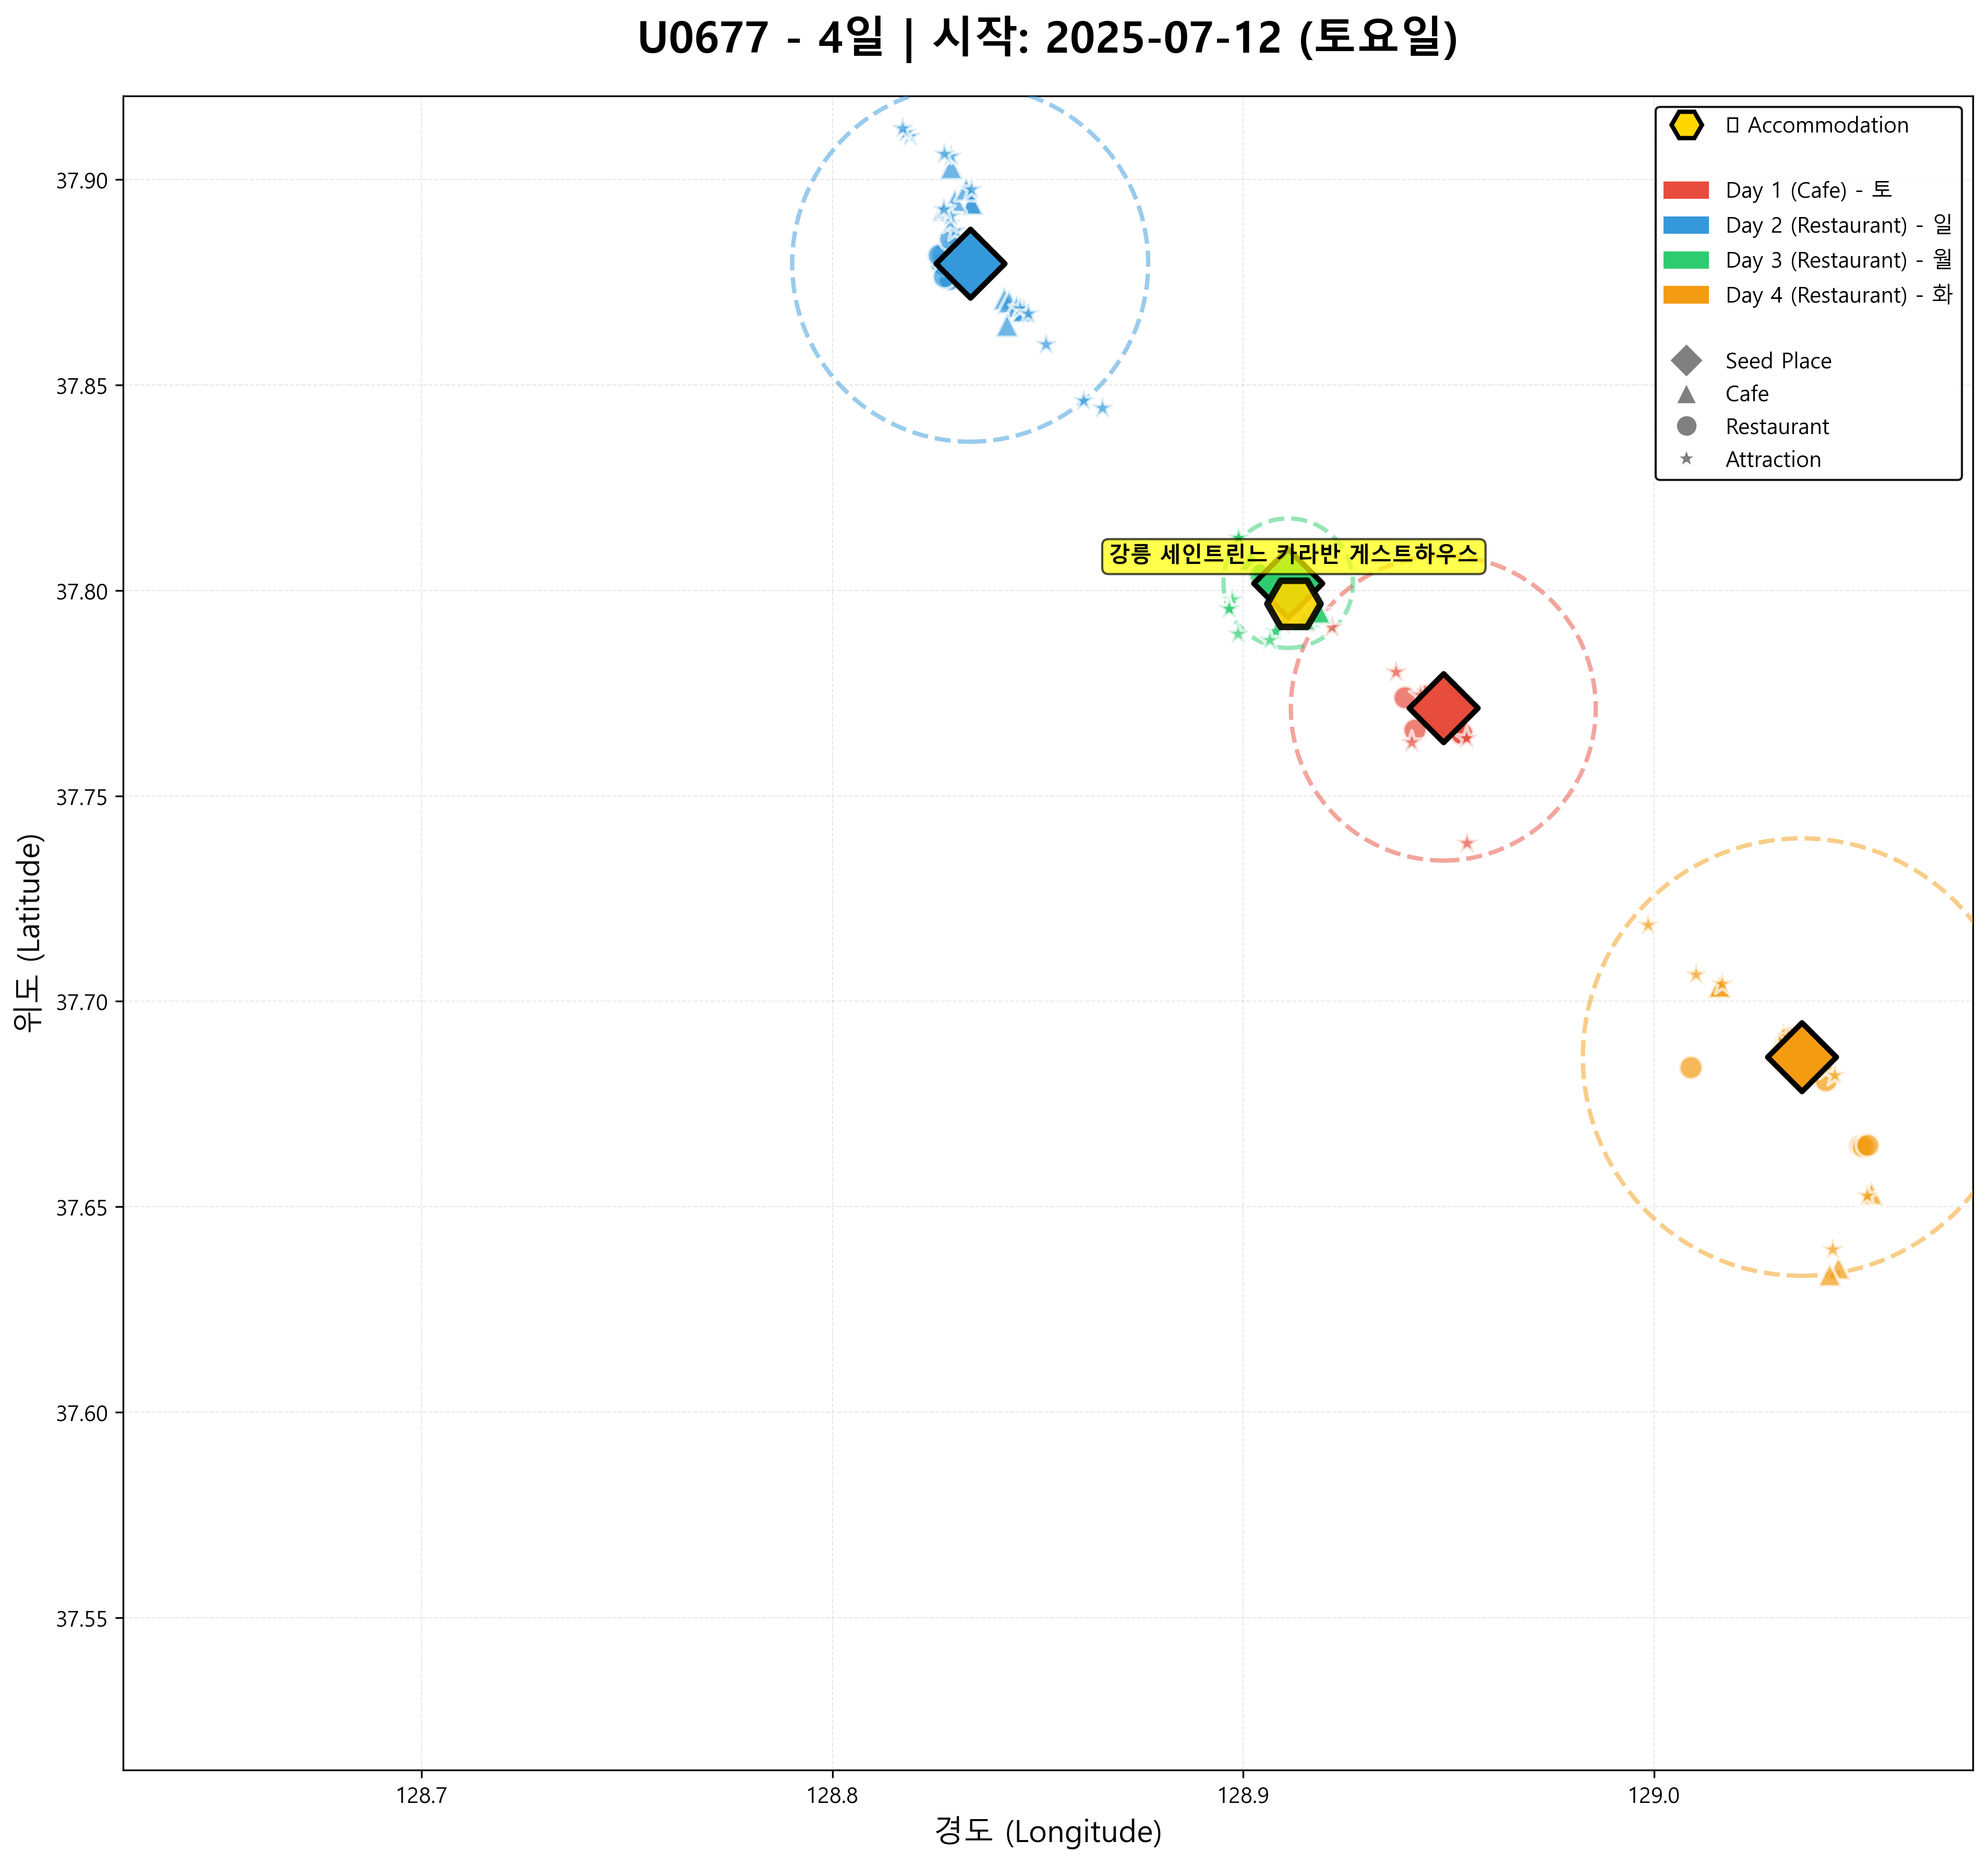 U0677 - 4일 | 시작: 2025-07-12 (토요일)
▯ Accommodation
Day 1 (Cafe) - 토
Day 2 (Restaurant) - 일
Day 3 (Restaurant) - 월
Day 4 (Restaurant) - 화
Seed Place
Cafe
Restaurant
Attraction
강릉 세인트린느 카라반 게스트하우스
위도 (Latitude)
37.90
37.85
37.80
37.75
37.70
37.65
37.60
37.55
128.7
128.8
128.9
129.0
경도 (Longitude)